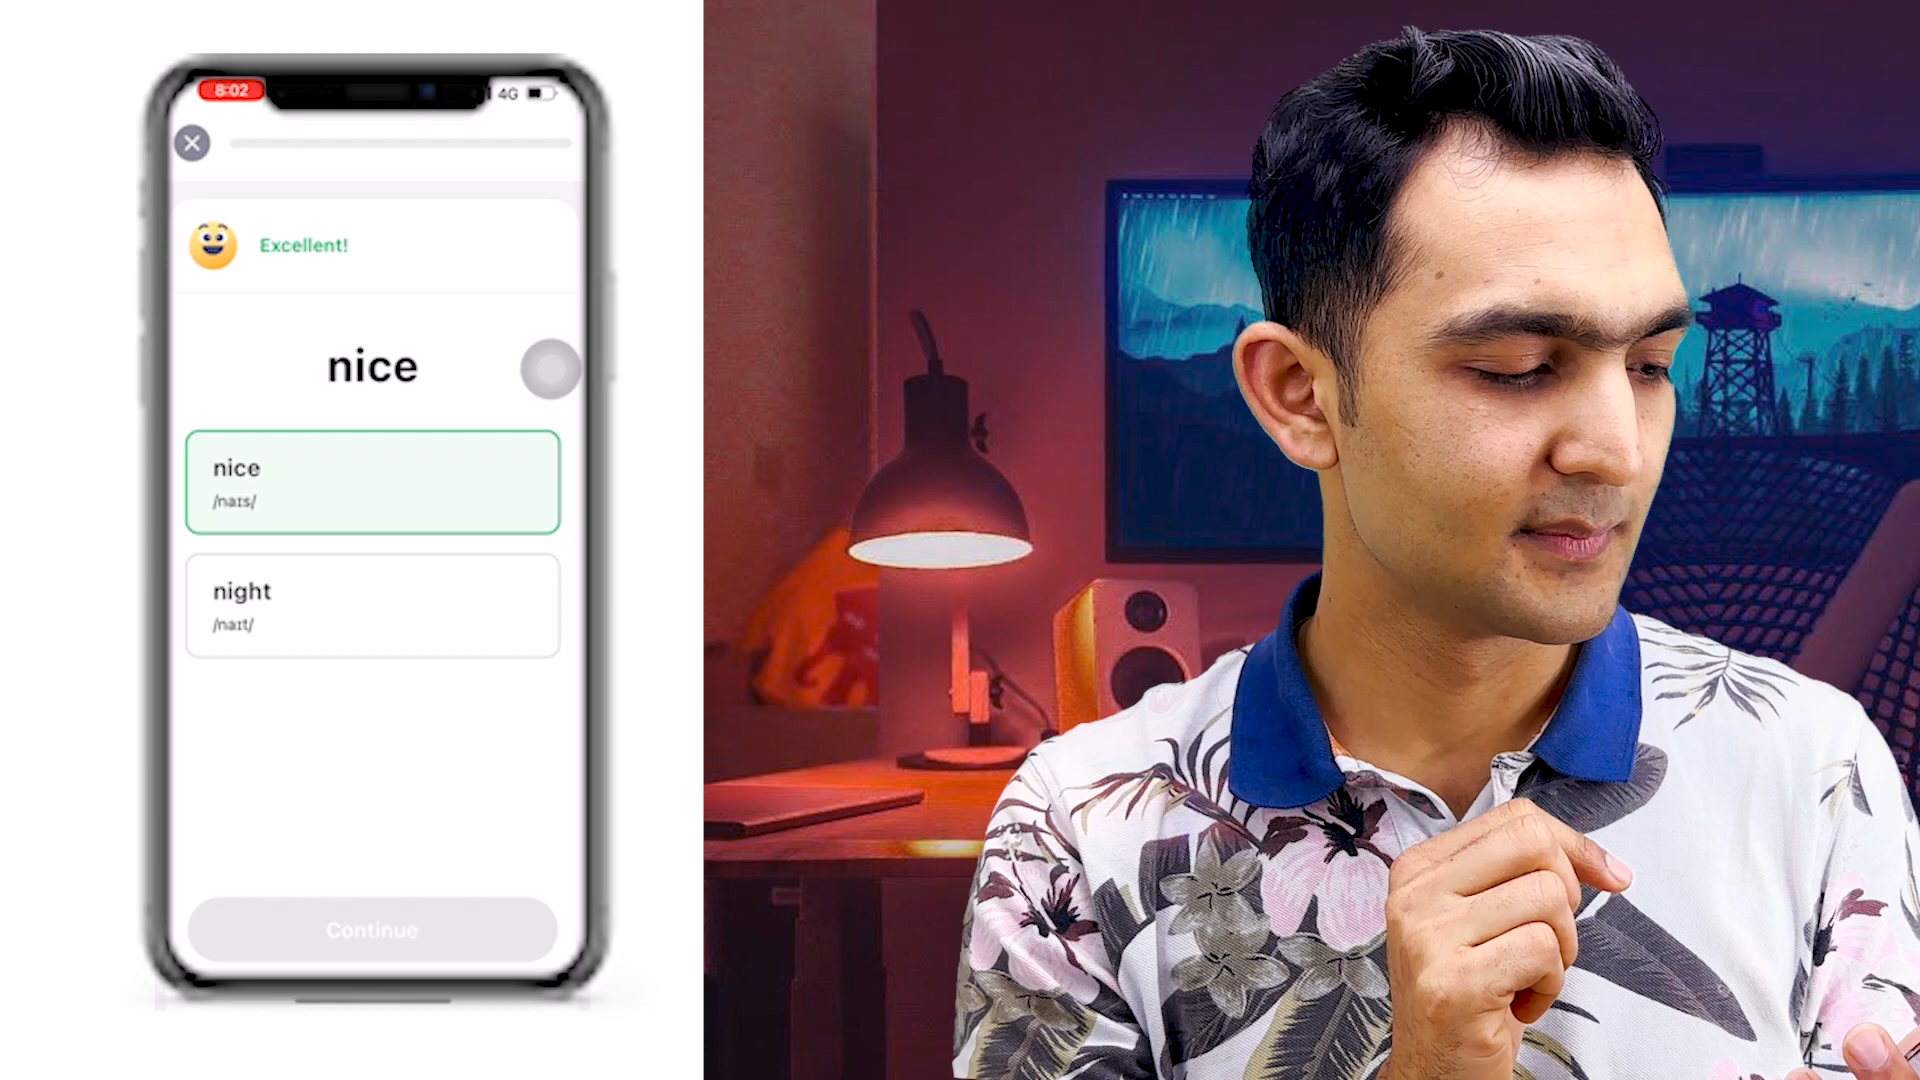 8:02
4G
Excellent!
nice
nice
/naɪs/
night
/naɪt/
Continue